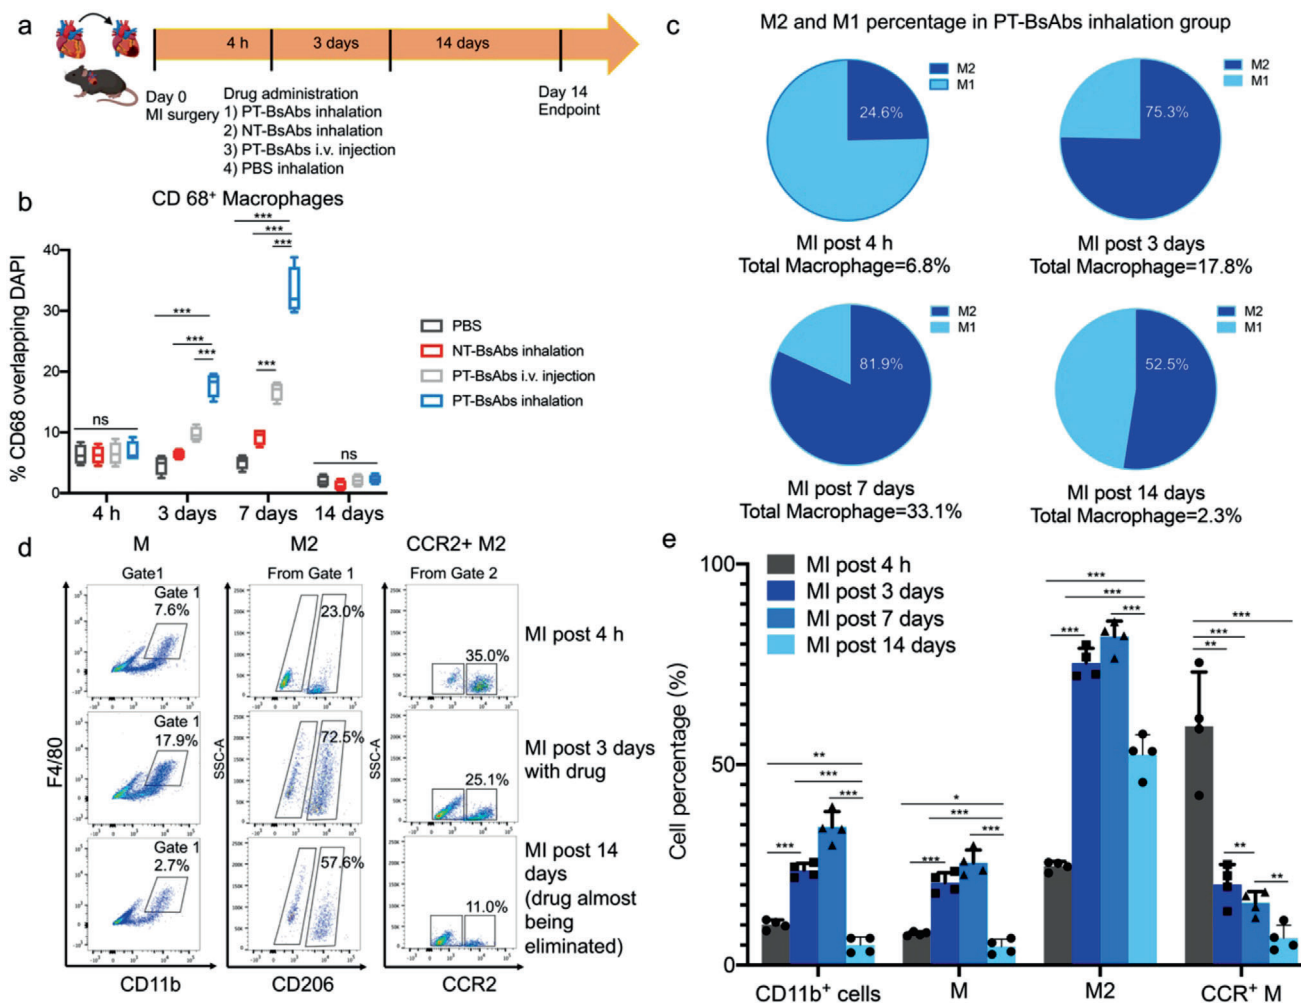 a
4 h
3 days
14 days
Day 0
MI surgery
Drug administration
1) PT-BsAbs inhalation
2) NT-BsAbs inhalation
3) PT-BsAbs i.v. injection
4) PBS inhalation
Day 14
Endpoint
b
CD 68⁺ Macrophages
% CD68 overlapping DAPI
40
30
20
10
0
ns
***
***
***
***
***
***
***
ns
4 h
3 days
7 days
14 days
PBS
NT-BsAbs inhalation
PT-BsAbs i.v. injection
PT-BsAbs inhalation
c
M2 and M1 percentage in PT-BsAbs inhalation group
M2
M1
24.6%
MI post 4 h
Total Macrophage=6.8%
M2
M1
75.3%
MI post 3 days
Total Macrophage=17.8%
M2
M1
81.9%
MI post 7 days
Total Macrophage=33.1%
M2
M1
52.5%
MI post 14 days
Total Macrophage=2.3%
d
M
M2
CCR2+ M2
Gate1
From Gate 1
From Gate 2
Gate 1
7.6%
23.0%
35.0%
MI post 4 h
Gate 1
17.9%
72.5%
25.1%
MI post 3 days
with drug
Gate 1
2.7%
57.6%
11.0%
MI post 14
days
(drug almost
being
eliminated)
F4/80
SSC-A
SSC-A
CD11b
CD206
CCR2
e
Cell percentage (%)
100
50
0
MI post 4 h
MI post 3 days
MI post 7 days
MI post 14 days
**
***
***
***
*
***
***
***
***
***
***
***
***
***
**
**
**
CD11b⁺ cells
M
M2
CCR⁺ M